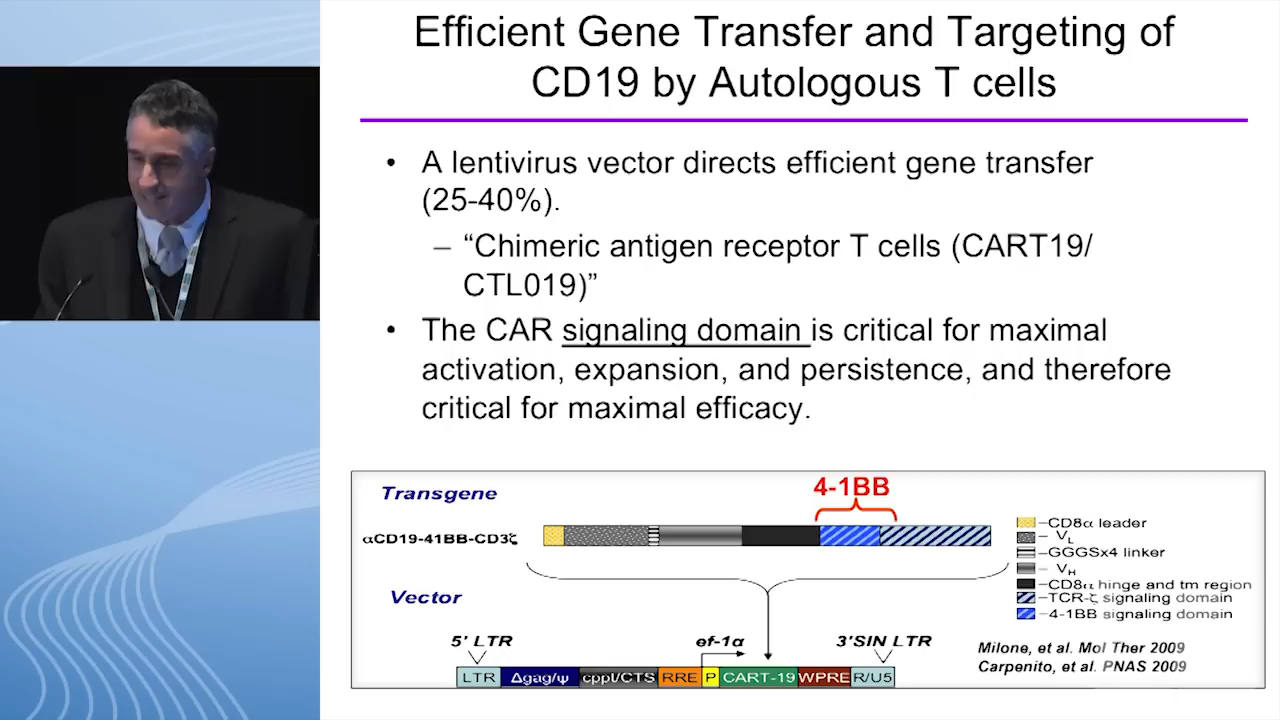 Efficient Gene Transfer and Targeting of
CD19 by Autologous T cells
• A lentivirus vector directs efficient gene transfer
(25-40%).
– “Chimeric antigen receptor T cells (CART19/
CTL019)”
• The CAR signaling domain is critical for maximal
activation, expansion, and persistence, and therefore
critical for maximal efficacy.
Transgene
4-1BB
αCD19-41BB-CD3ζ
–CD8α leader
– VL
–GGGSx4 linker
– VH
–CD8α hinge and tm region
–TCR-ζ signaling domain
–4-1BB signaling domain
Vector
5' LTR
ef-1α
3'SIN LTR
LTR Δgag/ψ cppt/CTS RRE P CART-19 WPRE R/U5
Milone, et al. Mol Ther 2009
Carpenito, et al. PNAS 2009